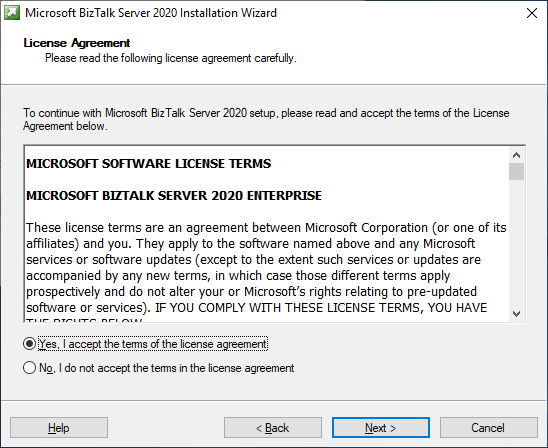 Microsoft BizTalk Server 2020 Installation Wizard
License Agreement
Please read the following license agreement carefully.
To continue with Microsoft BizTalk Server 2020 setup, please read and accept the terms of the License
Agreement below.
MICROSOFT SOFTWARE LICENSE TERMS
MICROSOFT BIZTALK SERVER 2020 ENTERPRISE
These license terms are an agreement between Microsoft Corporation (or one of its
affiliates) and you. They apply to the software named above and any Microsoft
services or software updates (except to the extent such services or updates are
accompanied by any new terms, in which case those different terms apply
prospectively and do not alter your or Microsoft’s rights relating to pre-updated
software or services). IF YOU COMPLY WITH THESE LICENSE TERMS, YOU HAVE
THE RIGHTS BELOW.
Yes, I accept the terms of the license agreement
No, I do not accept the terms in the license agreement
Help
< Back
Next >
Cancel